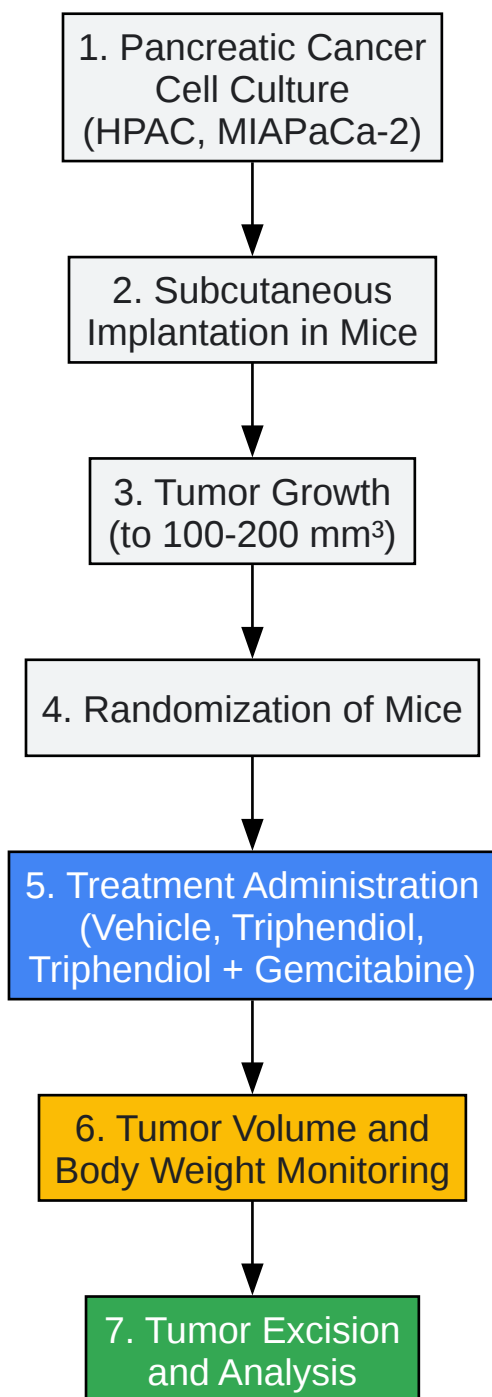 1. Pancreatic Cancer
Cell Culture
(HPAC, MIAPaCa-2)
2. Subcutaneous
Implantation in Mice
3. Tumor Growth
(to 100-200 mm³)
4. Randomization of Mice
5. Treatment Administration
(Vehicle, Triphendiol,
Triphendiol + Gemcitabine)
6. Tumor Volume and
Body Weight Monitoring
7. Tumor Excision
and Analysis